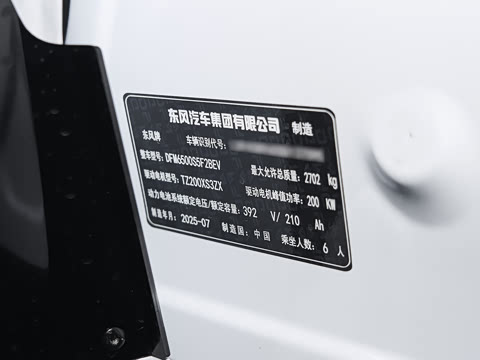 东风汽车集团有限公司 制造
东风牌 车辆识别代号:
整车型号: DFM6500S5F2BEV 最大允许总质量: 2702 kg
驱动电机型号: TZ200XS3ZX 驱动电机峰值功率: 200 KW
动力电池系统额定电压/额定容量: 392 V/ 210 Ah
制造年月: 2025-07 制造国: 中国 乘坐人数: 6 人